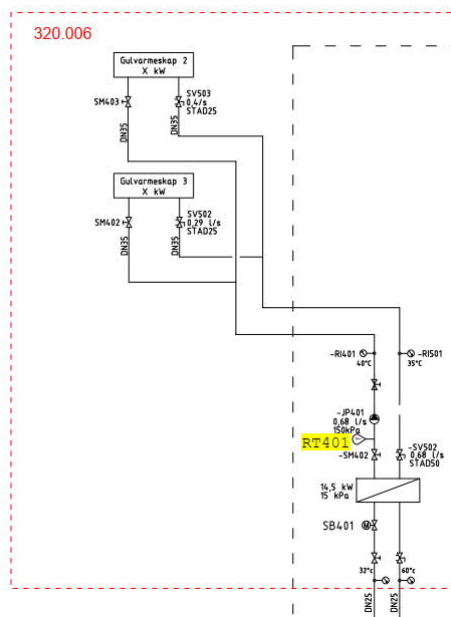 320.006
Gulvarmeskap 2
X kW
SM403
SV503
0,4/s
STAD25
DN35
DN35
Gulvarmeskap 3
X kW
SM402
SV502
0,29 l/s
STAD25
DN35
DN35
-RI401
40°C
-RI501
35°C
-JP401
0,68 l/s
150kPa
RT401
-SM402
-SV502
0,68 l/s
STAD50
14,5 kW
15 kPa
SB401
M
32°c
60°c
DN25
DN25